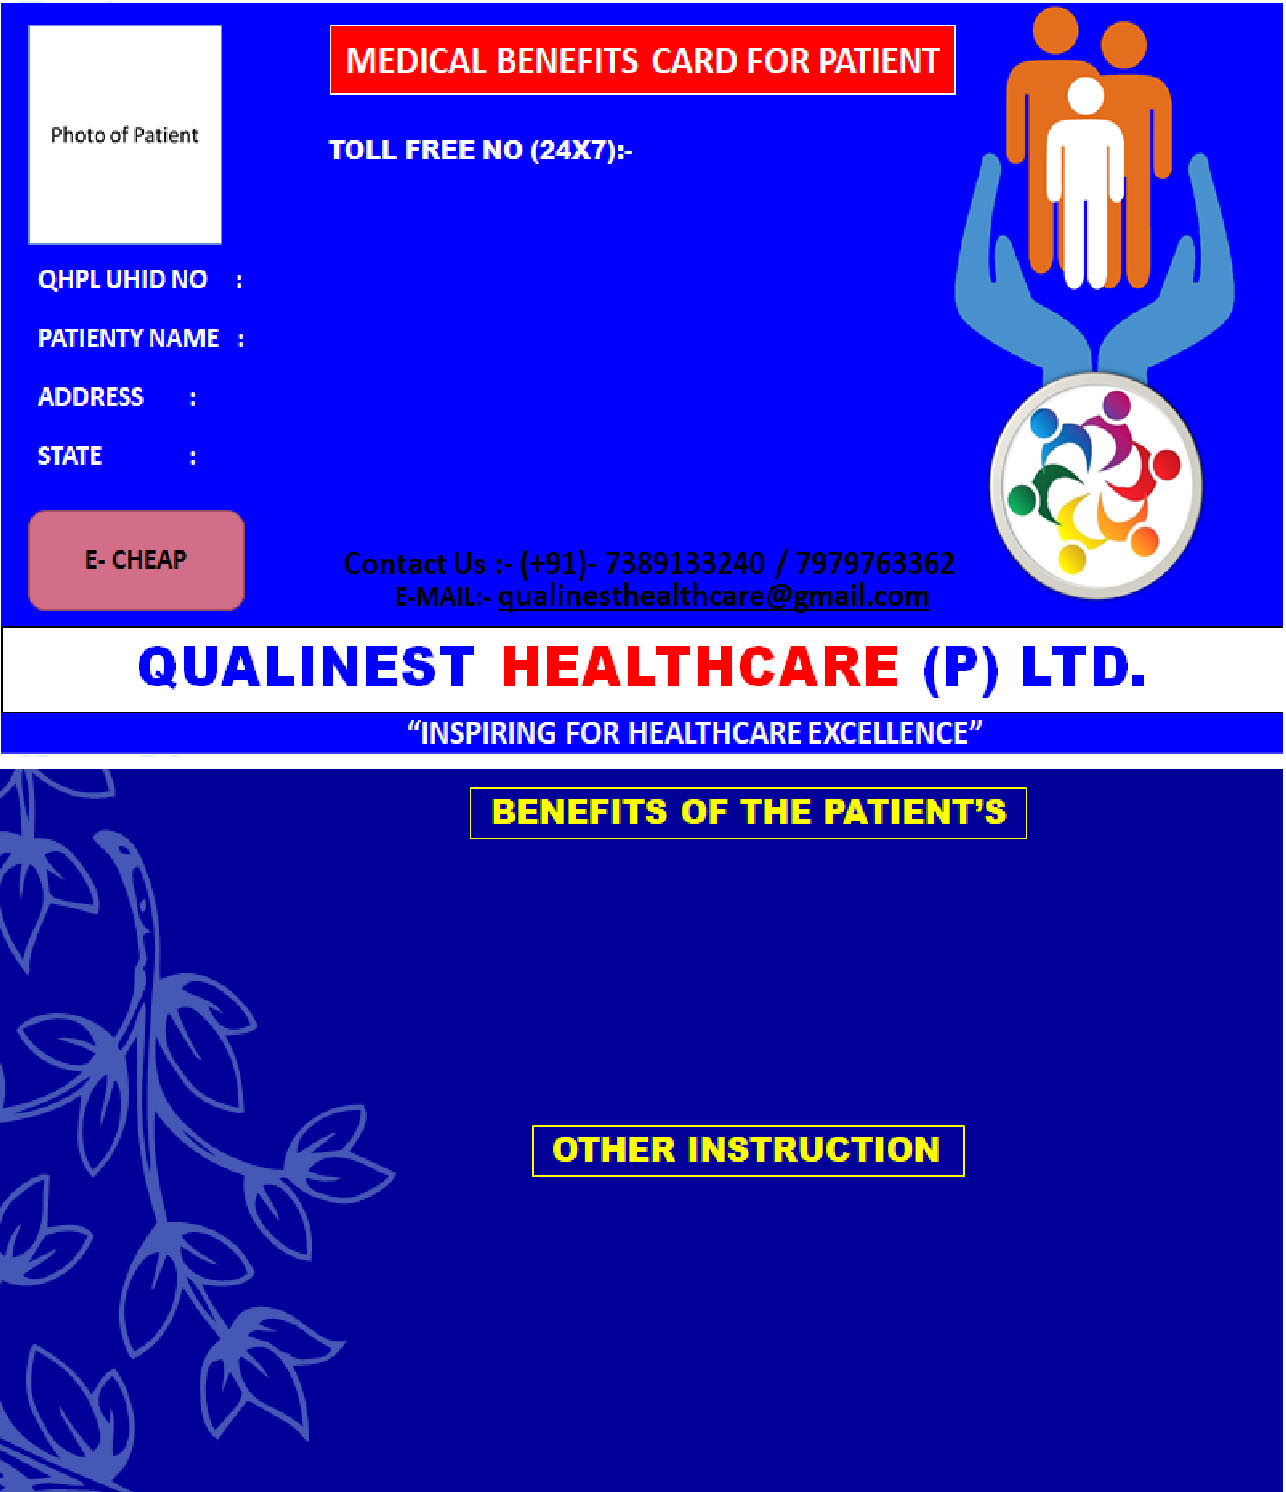 MEDICAL BENEFITS CARD FOR PATIENT
Photo of Patient
TOLL FREE NO (24X7):-
QHPL UHID NO :
PATIENTY NAME :
ADDRESS :
STATE :
E- CHEAP
Contact Us :- (+91)- 7389133240 / 7979763362
E-MAIL:- qualinesthealthcare@gmail.com
QUALINEST HEALTHCARE (P) LTD.
“INSPIRING FOR HEALTHCARE EXCELLENCE”
BENEFITS OF THE PATIENT’S
OTHER INSTRUCTION